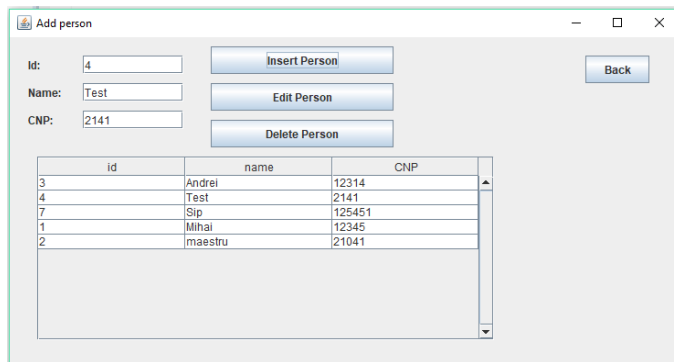 Add person
Id: 4 Insert Person Back
Name: Test Edit Person
CNP: 2141 Delete Person
id name CNP
3 Andrei 12314
4 Test 2141
7 Sip 125451
1 Mihai 12345
2 maestru 21041